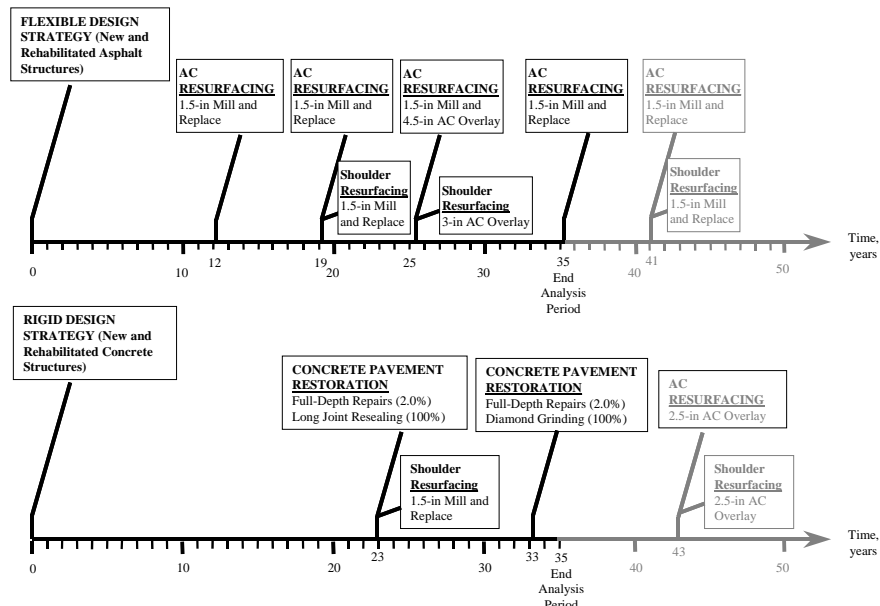 FLEXIBLE DESIGN
STRATEGY (New and
Rehabilitated Asphalt
Structures)
AC
RESURFACING
1.5-in Mill and
Replace
AC
RESURFACING
1.5-in Mill and
Replace
AC
RESURFACING
1.5-in Mill and
4.5-in AC Overlay
AC
RESURFACING
1.5-in Mill and
Replace
AC
RESURFACING
1.5-in Mill and
Replace
Shoulder
Resurfacing
1.5-in Mill
and Replace
Shoulder
Resurfacing
3-in AC Overlay
Shoulder
Resurfacing
1.5-in Mill
and Replace
Time,
years
0
10
12
19
20
25
30
35
End
Analysis
Period
40
41
50
RIGID DESIGN
STRATEGY (New and
Rehabilitated Concrete
Structures)
CONCRETE PAVEMENT
RESTORATION
Full-Depth Repairs (2.0%)
Long Joint Resealing (100%)
CONCRETE PAVEMENT
RESTORATION
Full-Depth Repairs (2.0%)
Diamond Grinding (100%)
AC
RESURFACING
2.5-in AC Overlay
Shoulder
Resurfacing
1.5-in Mill and
Replace
Shoulder
Resurfacing
2.5-in AC
Overlay
Time,
years
0
10
23
30
33
35
End
Analysis
Period
40
43
50